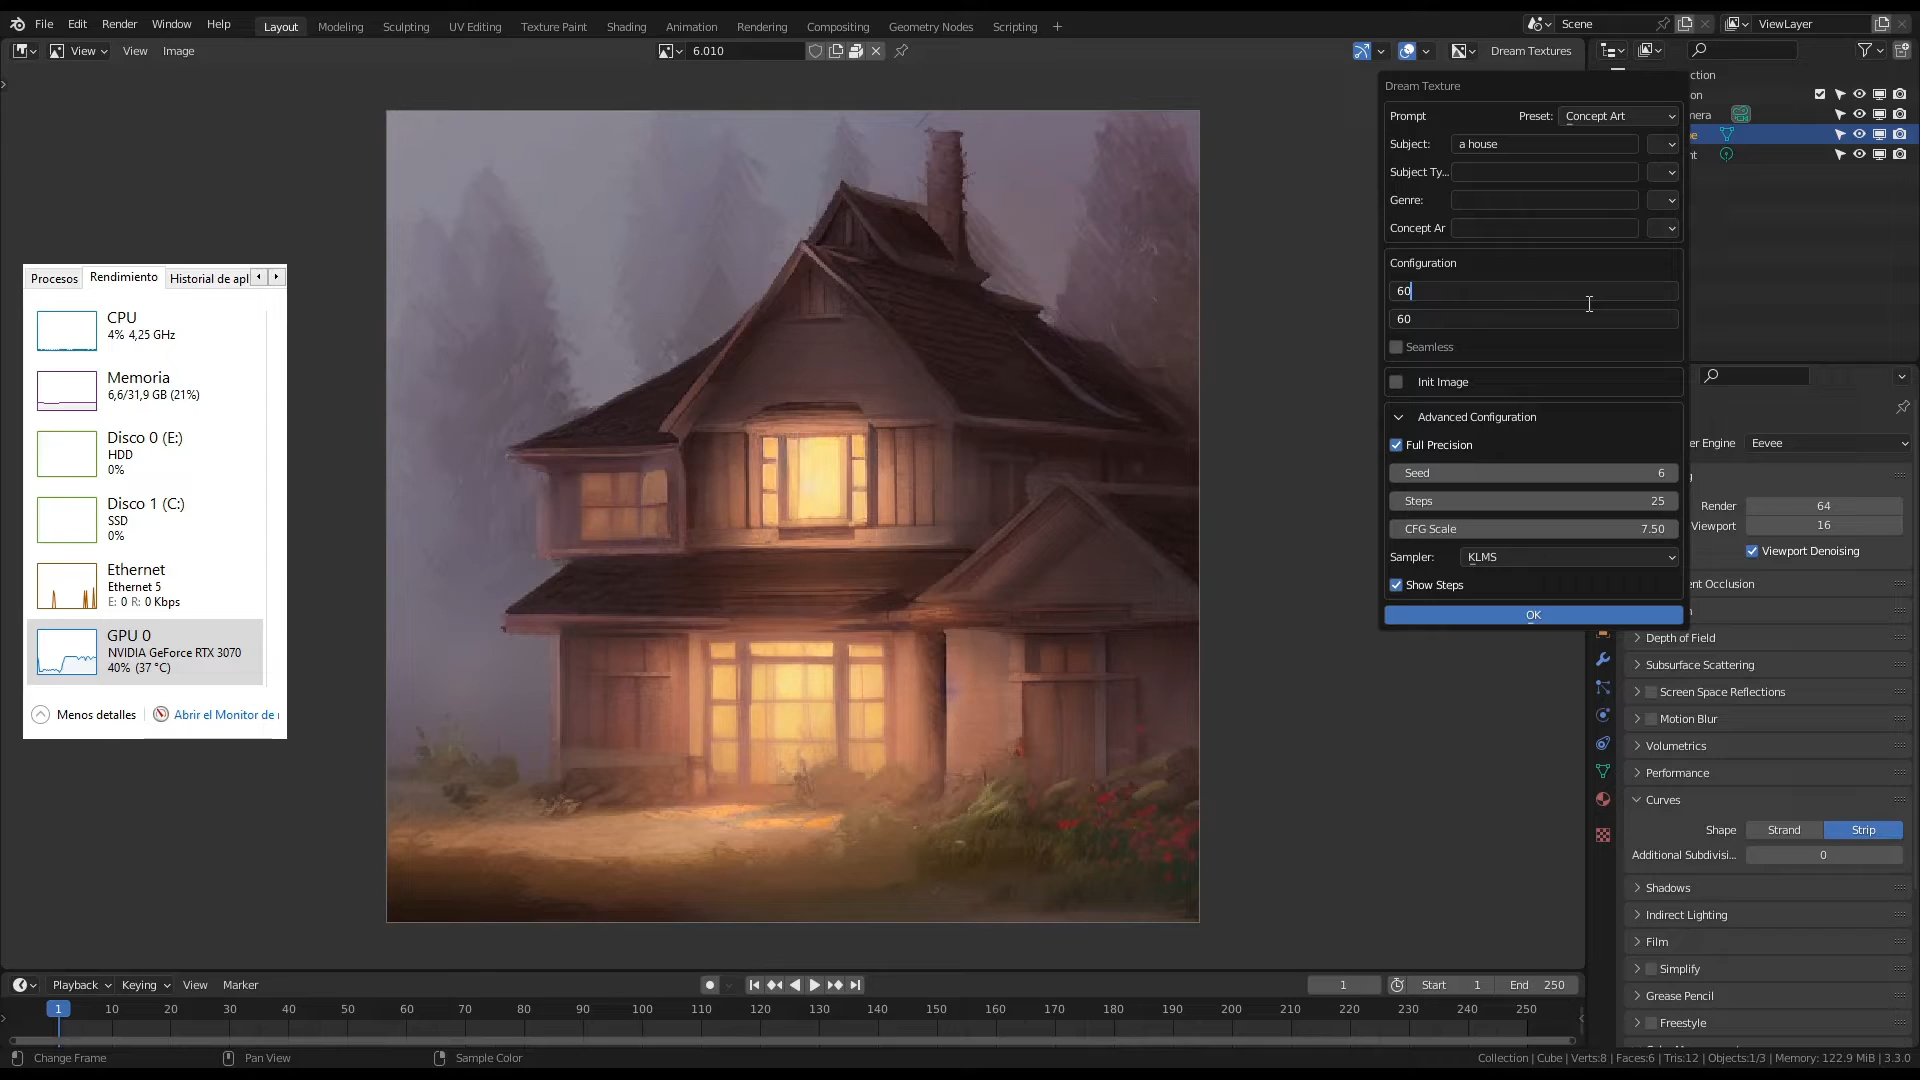 File Edit Render Window Help Layout Modeling Sculpting UV Editing Texture Paint Shading Animation Rendering Compositing Geometry Nodes Scripting + Scene ViewLayer
View View Image 6.010 Dream Textures
Dream Texture
Prompt Preset: Concept Art
Subject: a house
Subject Ty...
Genre:
Concept Ar
Configuration
60
60
Seamless
Init Image
Advanced Configuration
Full Precision
Seed 6
Steps 25
CFG Scale 7.50
Sampler: KLMS
Show Steps
OK
ction
on
mera
e
nt
Procesos Rendimiento Historial de apl
CPU
4% 4,25 GHz
Memoria
6,6/31,9 GB (21%)
Disco 0 (E:)
HDD
0%
Disco 1 (C:)
SSD
0%
Ethernet
Ethernet 5
E: 0 R: 0 Kbps
GPU 0
NVIDIA GeForce RTX 3070
40% (37 °C)
Menos detalles Abrir el Monitor de
er Engine Eevee
g
Render 64
Viewport 16
Viewport Denoising
ent Occlusion
Depth of Field
Subsurface Scattering
Screen Space Reflections
Motion Blur
Volumetrics
Performance
Curves
Shape Strand Strip
Additional Subdivisi... 0
Shadows
Indirect Lighting
Film
Simplify
Grease Pencil
Freestyle
Playback Keying View Marker 1 Start 1 End 250
1 10 20 30 40 50 60 70 80 90 100 110 120 130 140 150 160 170 180 190 200 210 220 230 240 250
Change Frame Pan View Sample Color Collection | Cube | Verts:8 | Faces:6 | Tris:12 | Objects:1/3 | Memory: 122.9 MiB | 3.3.0